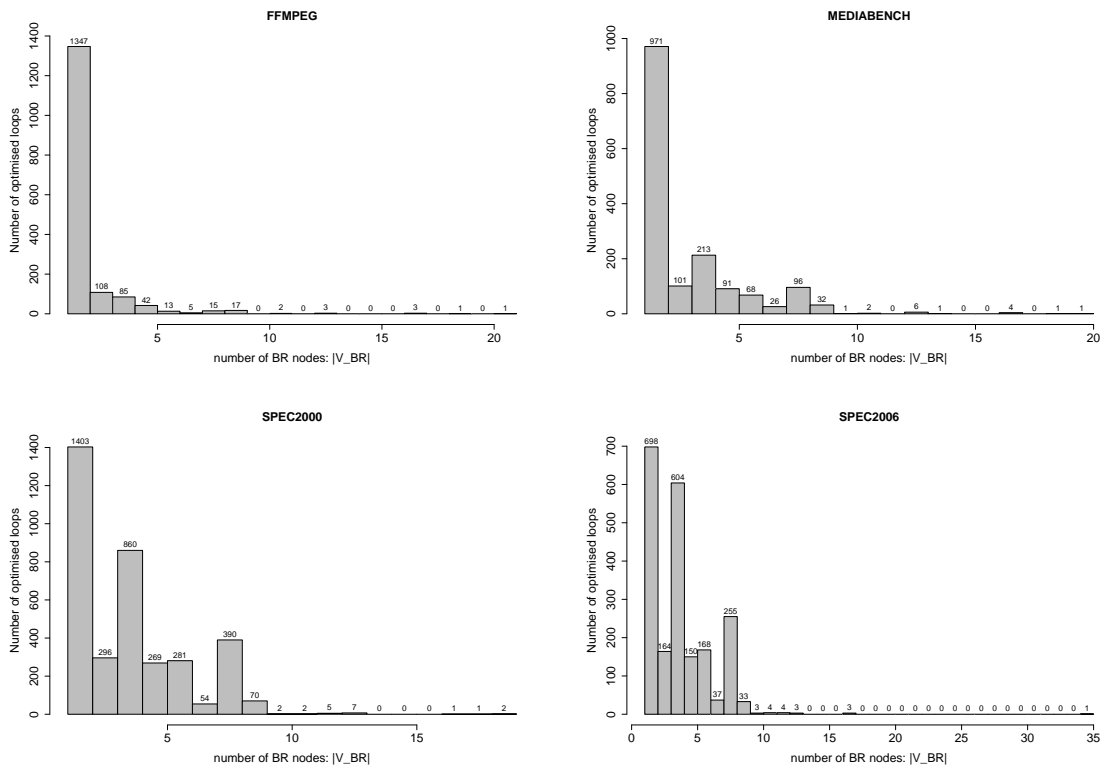 FFMPEG
Number of optimised loops
0 200 400 600 800 1000 1200 1400
1347 108 85 42 13 5 15 17 0 2 0 3 0 0 0 3 0 1 0 1
5 10 15 20
number of BR nodes: |V_BR|
MEDIABENCH
Number of optimised loops
0 200 400 600 800 1000
971 101 213 91 68 26 96 32 1 2 0 6 1 0 0 4 0 1 1
5 10 15 20
number of BR nodes: |V_BR|
SPEC2000
Number of optimised loops
0 200 400 600 800 1000 1200 1400
1403 296 860 269 281 54 390 70 2 2 5 7 0 0 0 1 1 2
5 10 15
number of BR nodes: |V_BR|
SPEC2006
Number of optimised loops
0 100 200 300 400 500 600 700
698 164 604 150 168 37 255 33 3 4 4 3 0 0 0 3 0 0 0 0 0 0 0 0 0 0 0 0 0 0 0 0 0 1
0 5 10 15 20 25 30 35
number of BR nodes: |V_BR|